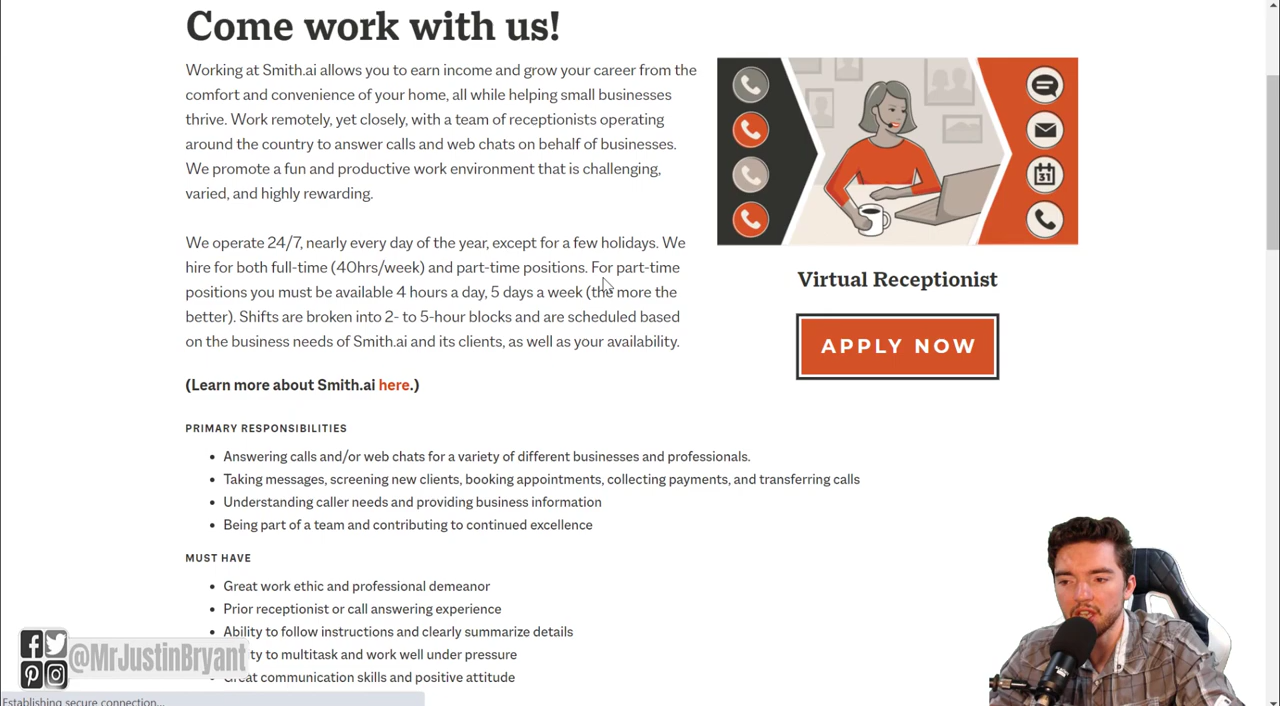 Come work with us!
Working at Smith.ai allows you to earn income and grow your career from the
comfort and convenience of your home, all while helping small businesses
thrive. Work remotely, yet closely, with a team of receptionists operating
around the country to answer calls and web chats on behalf of businesses.
We promote a fun and productive work environment that is challenging,
varied, and highly rewarding.
We operate 24/7, nearly every day of the year, except for a few holidays. We
hire for both full-time (40hrs/week) and part-time positions. For part-time
positions you must be available 4 hours a day, 5 days a week (the more the
better). Shifts are broken into 2- to 5-hour blocks and are scheduled based
on the business needs of Smith.ai and its clients, as well as your availability.
(Learn more about Smith.ai here.)
31
Virtual Receptionist
APPLY NOW
PRIMARY RESPONSIBILITIES
• Answering calls and/or web chats for a variety of different businesses and professionals.
• Taking messages, screening new clients, booking appointments, collecting payments, and transferring calls
• Understanding caller needs and providing business information
• Being part of a team and contributing to continued excellence
MUST HAVE
• Great work ethic and professional demeanor
• Prior receptionist or call answering experience
• Ability to follow instructions and clearly summarize details
to multitask and work well under pressure
Great communication skills and positive attitude
@MrJustinBryant
Establishing secure connection...